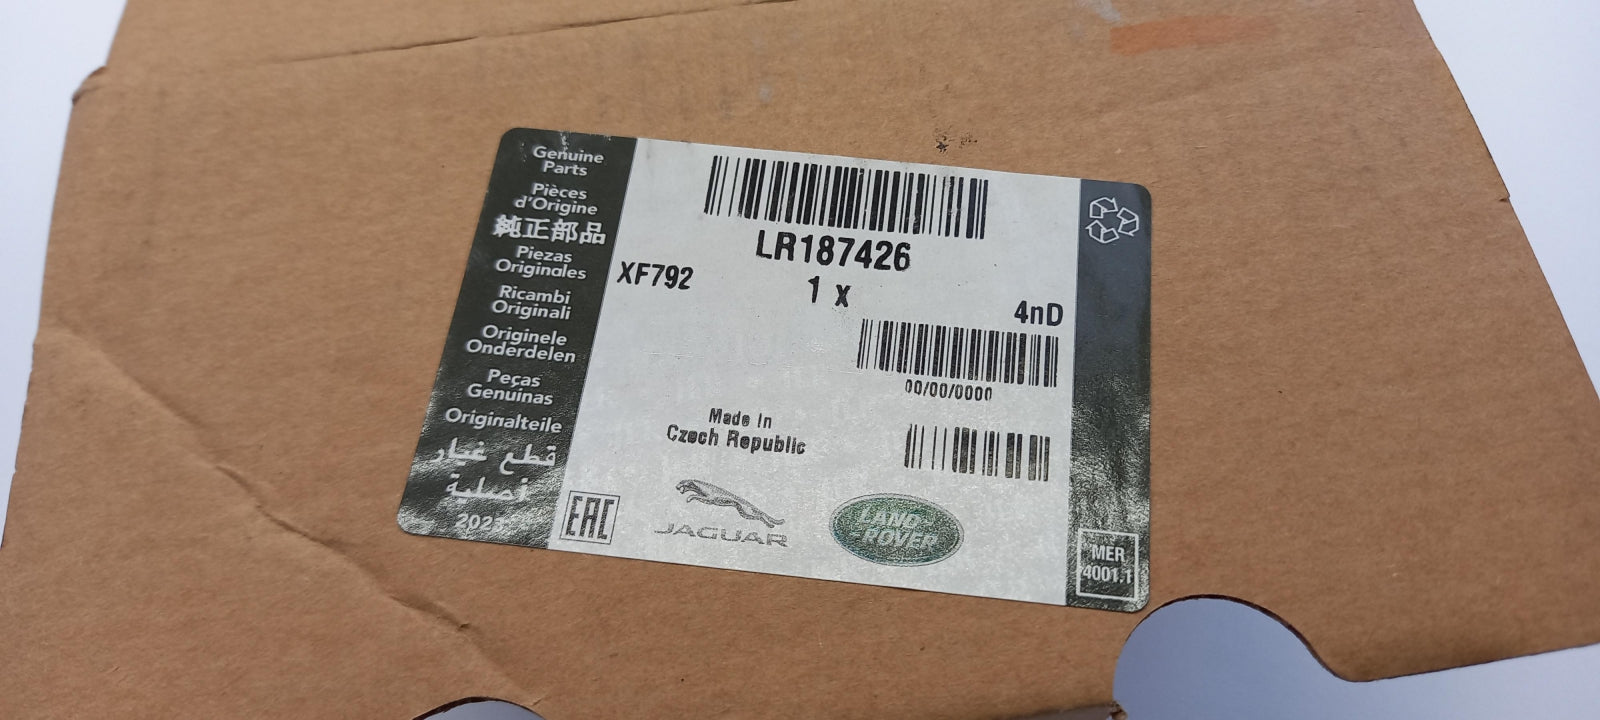 Genuine
Parts
Pièces
d'Origine
純正部品
Piezas
Originales
Ricambi
Originali
Originele
Onderdelen
Peças
Genuínas
Originalteile
قطع غيار
أصلية
LR187426
XF792
1 x
4nD
00/00/0000
Made In
Czech Republic
EAC
JAGUAR
LAND-
-ROVER
MER
4001.1